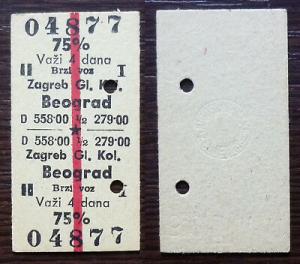 04877
75%
Važi 4 dana
Brzi voz
II I
Zagreb Gl. Kol.
Beograd
D 558·00 ½ 279·00
D 558·00 ½ 279·00
Zagreb Gl. Kol.
Beograd
II Brzi voz I
Važi 4 dana
75%
04877